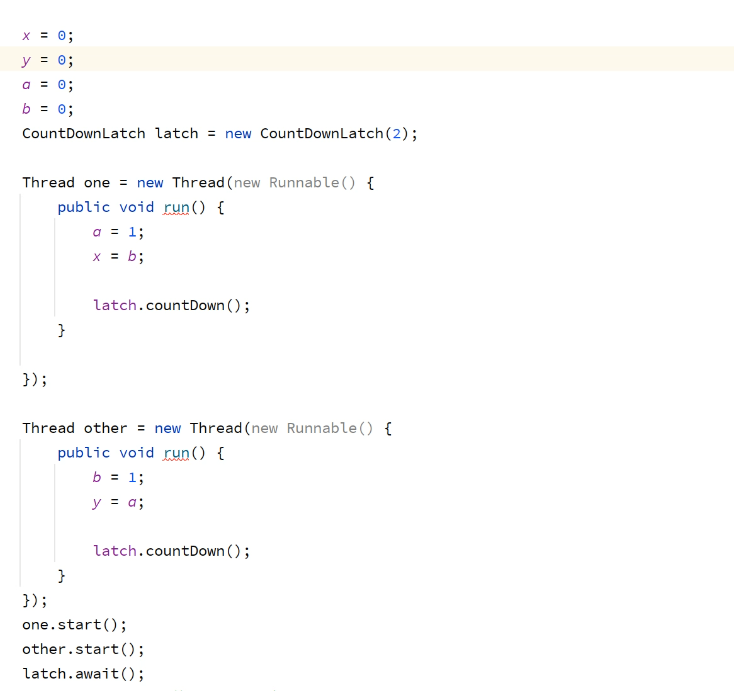 x = 0;
y = 0;
a = 0;
b = 0;
CountDownLatch latch = new CountDownLatch(2);
Thread one = new Thread(new Runnable() {
public void run() {
a = 1;
x = b;
latch.countDown();
}
});
Thread other = new Thread(new Runnable() {
public void run() {
b = 1;
y = a;
latch.countDown();
}
});
one.start();
other.start();
latch.await();